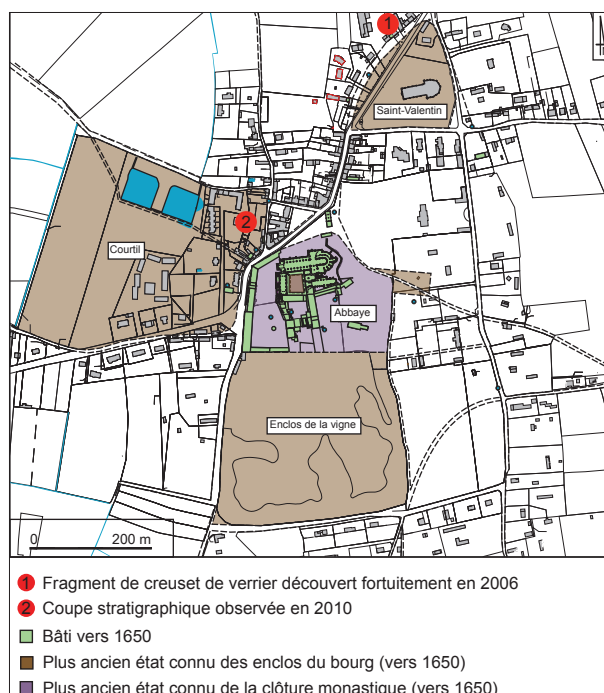 1
Saint-Valentin
2
Courtil
Abbaye
Enclos de la vigne
0 200 m
1 Fragment de creuset de verrier découvert fortuitement en 2006
2 Coupe stratigraphique observée en 2010
Bâti vers 1650
Plus ancien état connu des enclos du bourg (vers 1650)
Plus ancien état connu de la clôture monastique (vers 1650)